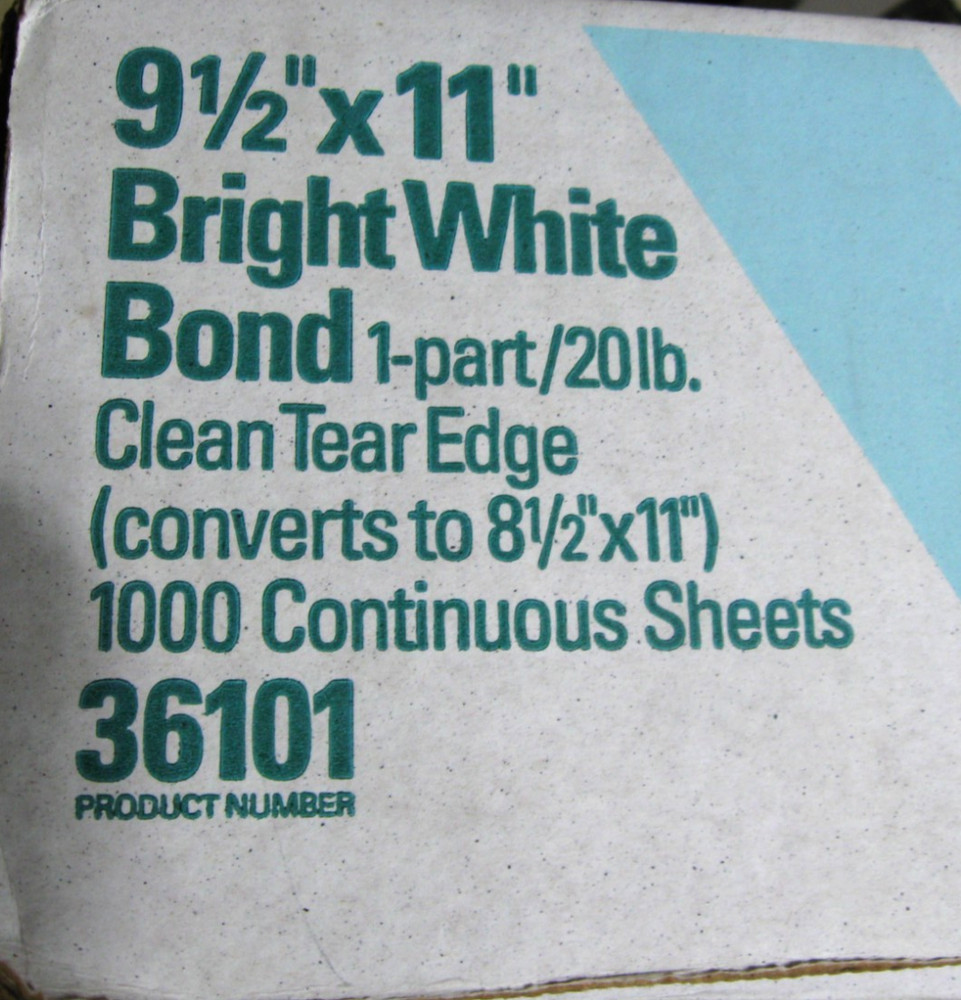 9½"x11"
Bright White
Bond 1-part/20lb.
Clean Tear Edge
(converts to 8½"x11")
1000 Continuous Sheets
36101
PRODUCT NUMBER